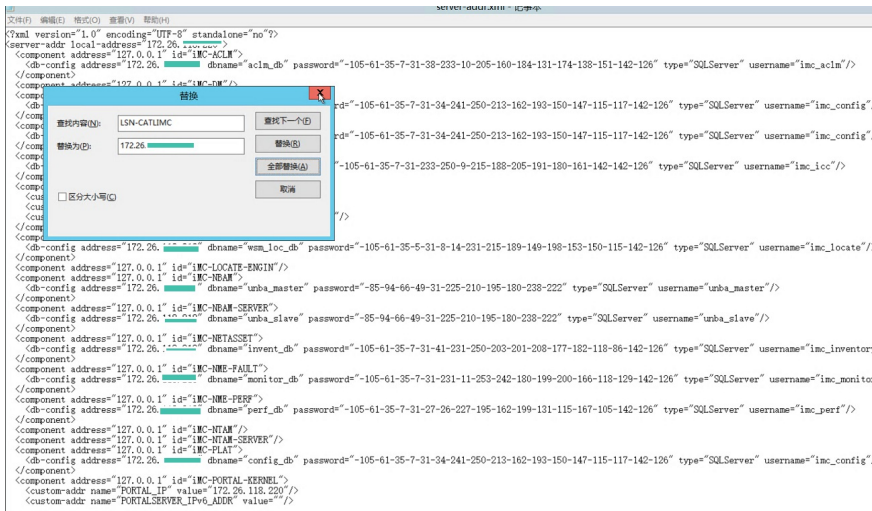 server-addr.xml - 记事本
文件(F) 编辑(E) 格式(O) 查看(V) 帮助(H)
<?xml version="1.0" encoding="UTF-8" standalone="no"?>
<server-addr local-address="172.26.
<component address="127.0.0.1" id="iMC-ACLM">
<db-config address="172.26. dbname="aclm_db" password="-105-61-35-7-31-38-233-10-205-160-184-131-174-138-151-142-126" type="SQLServer" username="imc_aclm"/>
</component>
<component address="127.0.0.1" id="iMC-DM"/>
替换
查找内容(N): LSN-CATLIMC 查找下一个(F)
替换为(P): 172.26. 替换(R)
全部替换(A)
取消
区分大小写(C)
rd="-105-61-35-7-31-34-241-250-213-162-193-150-147-115-117-142-126" type="SQLServer" username="imc_config"
rd="-105-61-35-7-31-34-241-250-213-162-193-150-147-115-117-142-126" type="SQLServer" username="imc_config"
"-105-61-35-7-31-233-250-9-215-188-205-191-180-161-142-142-126" type="SQLServer" username="imc_icc"/>
"/>
<db-config address="172.26. dbname="wsm_loc_db" password="-105-61-35-5-31-8-14-231-215-189-149-198-153-150-115-142-126" type="SQLServer" username="imc_locate"/
</component>
<component address="127.0.0.1" id="iMC-LOCATE-ENGIN"/>
<component address="127.0.0.1" id="iMC-NBAM">
<db-config address="172.26. " dbname="unba_master" password="-85-94-66-49-31-225-210-195-180-238-222" type="SQLServer" username="unba_master"/>
</component>
<component address="127.0.0.1" id="iMC-NBAM-SERVER">
<db-config address="172.26. dbname="unba_slave" password="-85-94-66-49-31-225-210-195-180-238-222" type="SQLServer" username="unba_slave"/>
</component>
<component address="127.0.0.1" id="iMC-NETASSET">
<db-config address="172.26. dbname="invent_db" password="-105-61-35-7-31-41-231-250-203-201-208-177-182-118-86-142-126" type="SQLServer" username="imc_inventory
</component>
<component address="127.0.0.1" id="iMC-NME-FAULT">
<db-config address="172.26. dbname="monitor_db" password="-105-61-35-7-31-231-11-253-242-180-199-200-166-118-129-142-126" type="SQLServer" username="imc_monito
</component>
<component address="127.0.0.1" id="iMC-NME-PERF">
<db-config address="172.26. dbname="perf_db" password="-105-61-35-7-31-27-26-227-195-162-199-131-115-167-105-142-126" type="SQLServer" username="imc_perf"/>
</component>
<component address="127.0.0.1" id="iMC-NTAM"/>
<component address="127.0.0.1" id="iMC-NTAM-SERVER"/>
<component address="127.0.0.1" id="iMC-PLAT">
<db-config address="172.26. dbname="config_db" password="-105-61-35-7-31-34-241-250-213-162-193-150-147-115-117-142-126" type="SQLServer" username="imc_config"
</component>
<component address="127.0.0.1" id="iMC-PORTAL-KERNEL">
<custom-addr name="PORTAL_IP" value="172.26.118.220"/>
<custom-addr name="PORTALSERVER_IPv6_ADDR" value=""/>